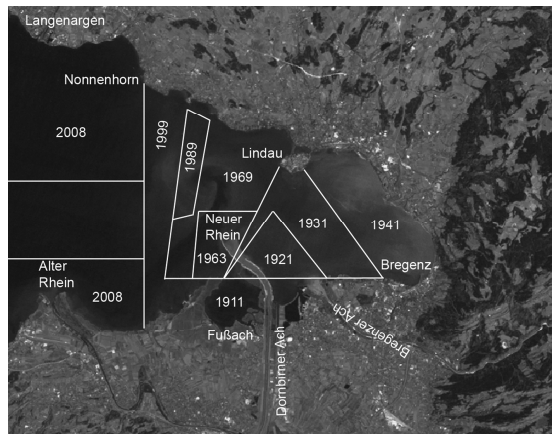 Langenargen
Nonnenhorn
2008
1999
1989
Lindau
1969
Neuer
Rhein
1931
1941
1963
1921
Bregenz
Alter
Rhein
2008
1911
Fußach
Dornbirner Ach
Bregenzer Ach